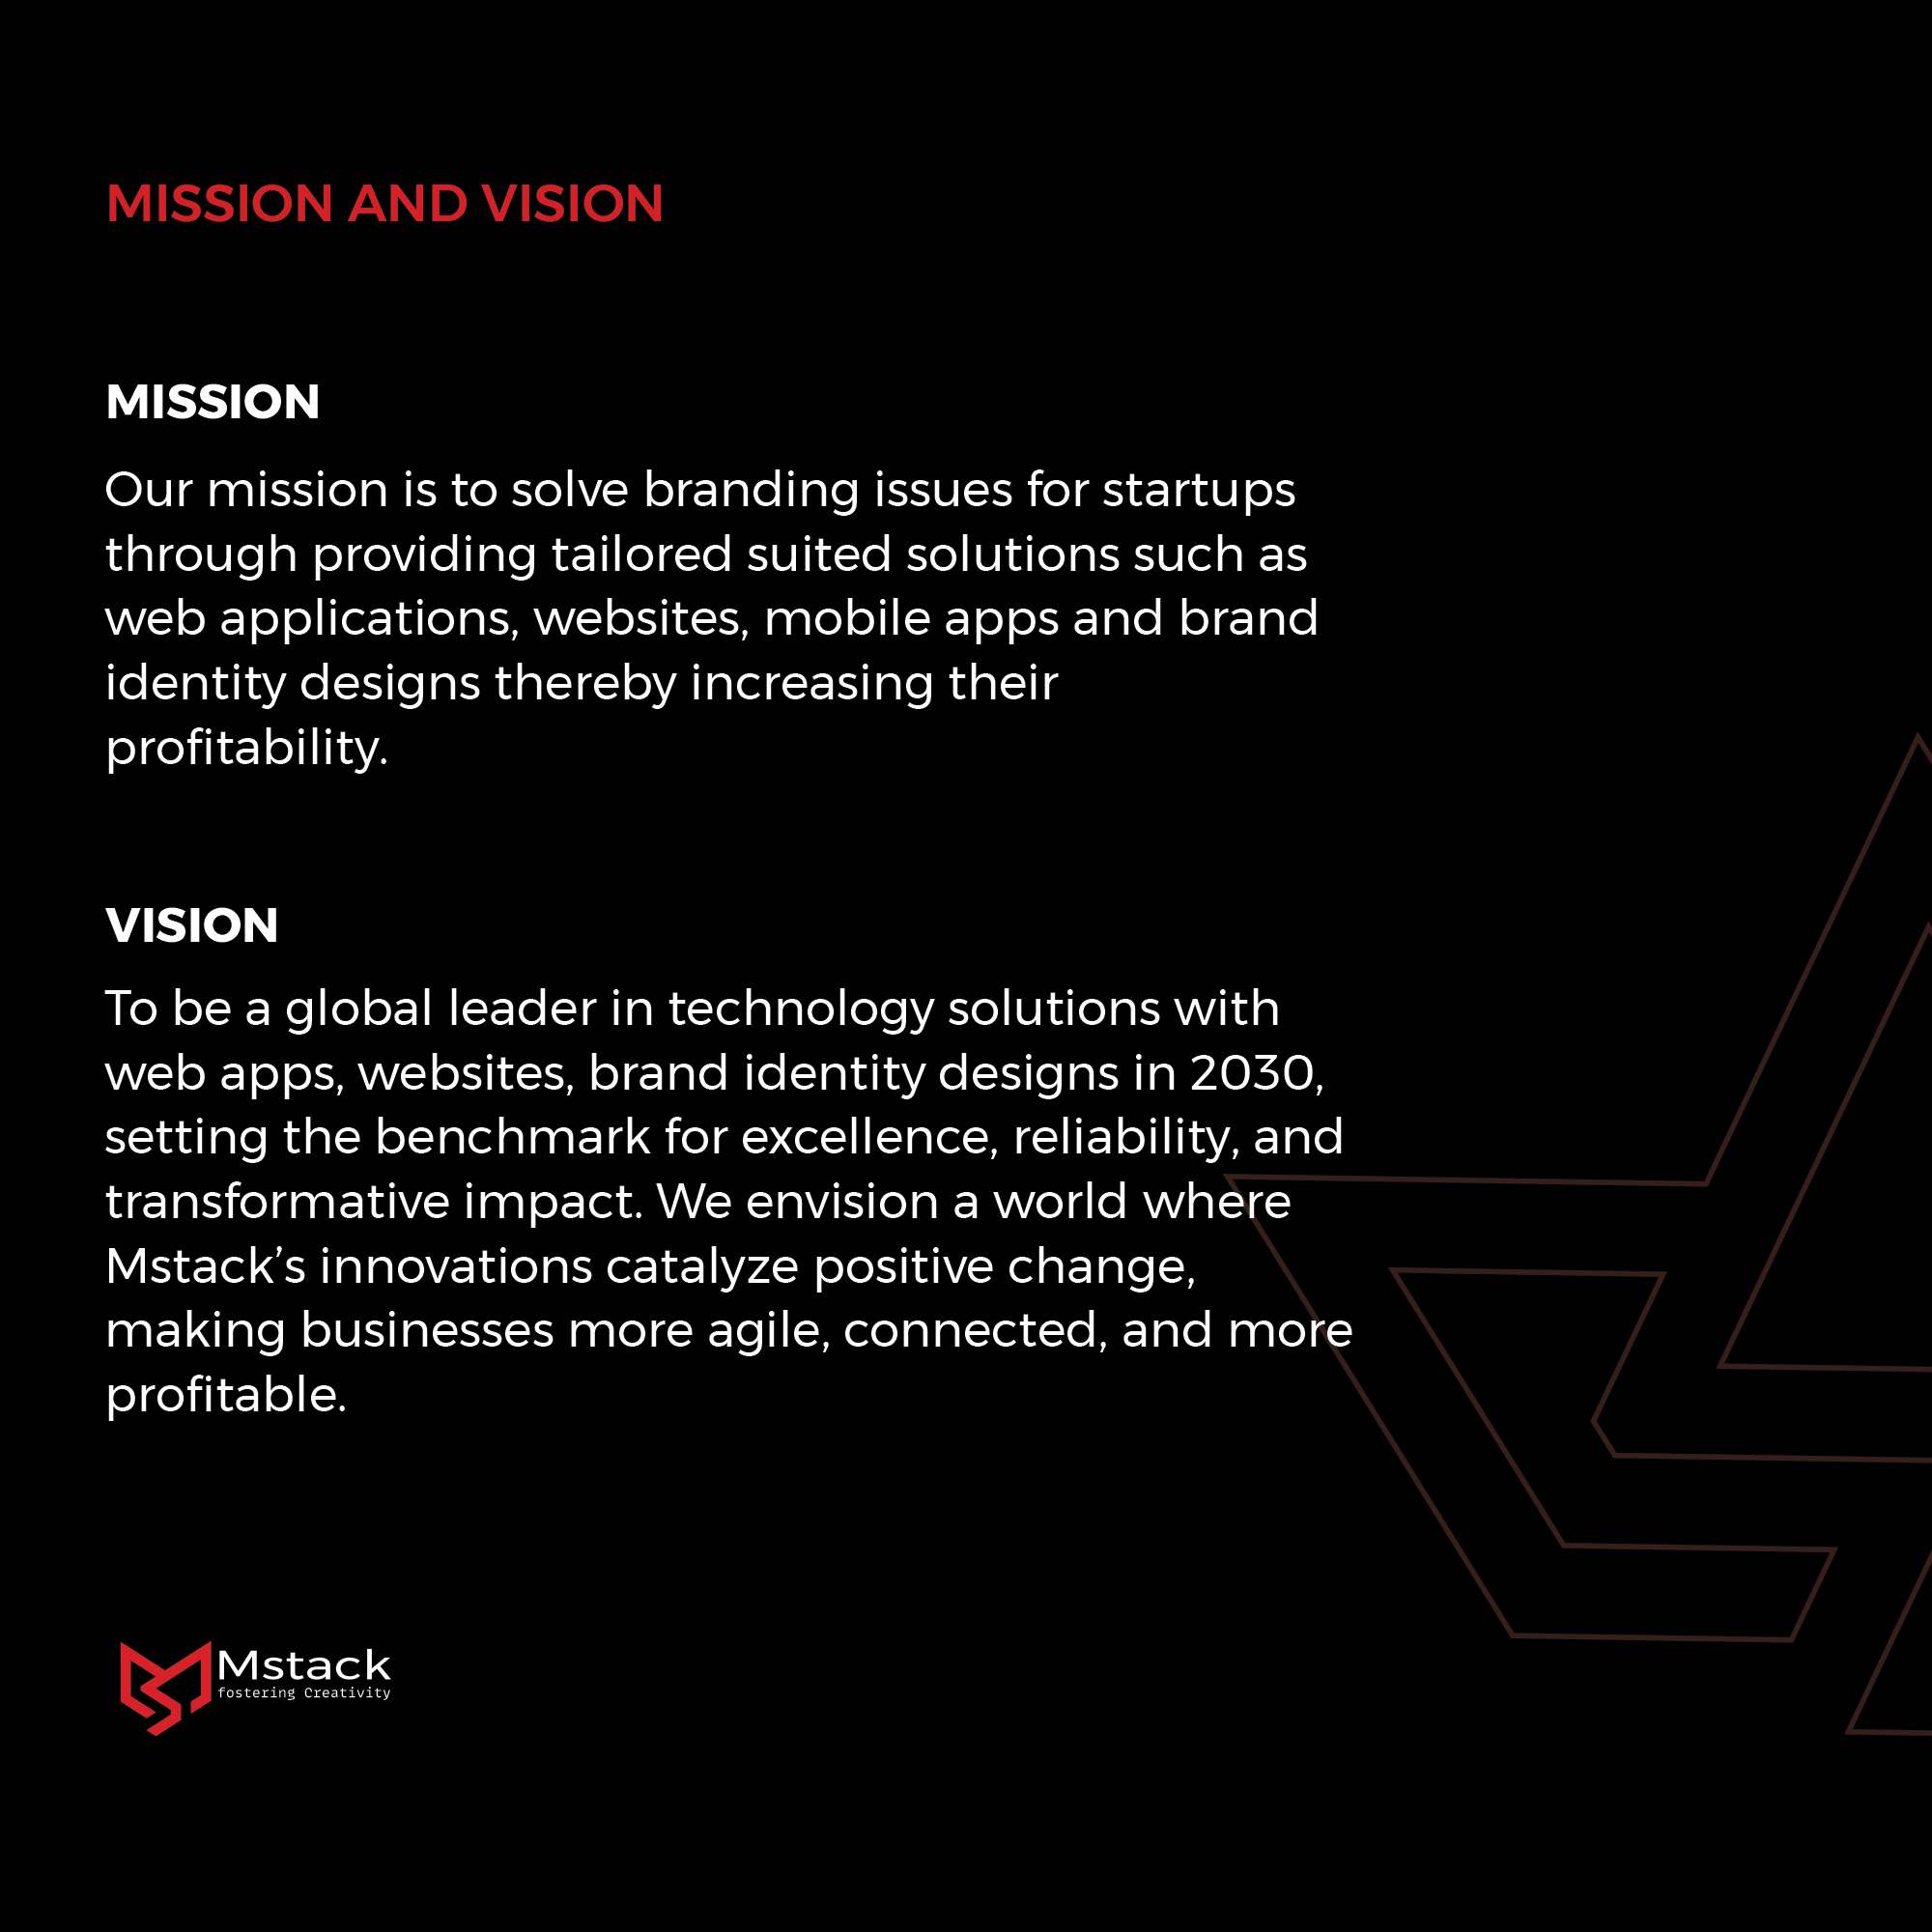 MISSION AND VISION
MISSION
Our mission is to solve branding issues for startups
through providing tailored suited solutions such as
web applications, websites, mobile apps and brand
identity designs thereby increasing their
profitability.
VISION
To be a global leader in technology solutions with
web apps, websites, brand identity designs in 2030,
setting the benchmark for excellence, reliability, and
transformative impact. We envision a world where
Mstack’s innovations catalyze positive change,
making businesses more agile, connected, and more
profitable.
Mstack
fostering Creativity